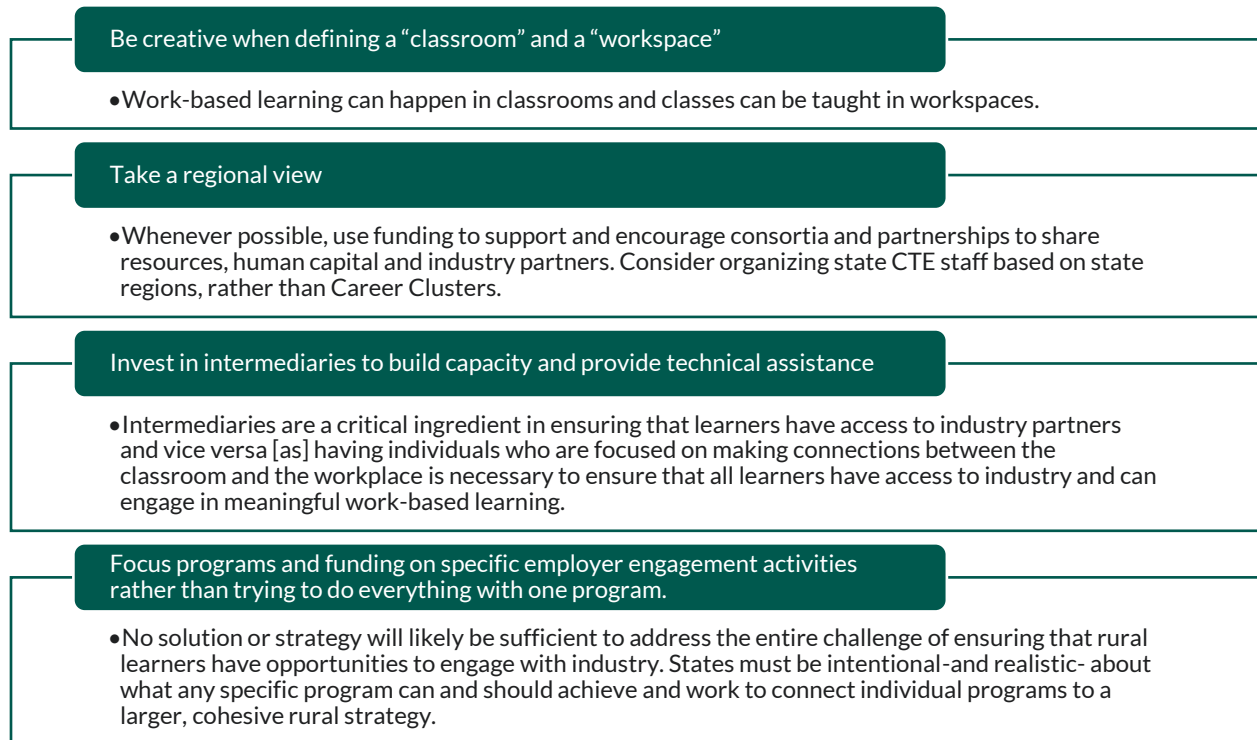 Be creative when defining a “classroom” and a “workspace”
•Work-based learning can happen in classrooms and classes can be taught in workspaces.
Take a regional view
•Whenever possible, use funding to support and encourage consortia and partnerships to share
resources, human capital and industry partners. Consider organizing state CTE staff based on state
regions, rather than Career Clusters.
Invest in intermediaries to build capacity and provide technical assistance
•Intermediaries are a critical ingredient in ensuring that learners have access to industry partners
and vice versa [as] having individuals who are focused on making connections between the
classroom and the workplace is necessary to ensure that all learners have access to industry and can
engage in meaningful work-based learning.
Focus programs and funding on specific employer engagement activities
rather than trying to do everything with one program.
•No solution or strategy will likely be sufficient to address the entire challenge of ensuring that rural
learners have opportunities to engage with industry. States must be intentional-and realistic- about
what any specific program can and should achieve and work to connect individual programs to a
larger, cohesive rural strategy.